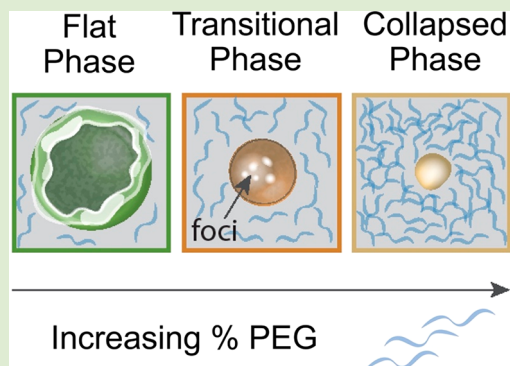 Flat
Phase
Transitional
Phase
Collapsed
Phase
foci
Increasing % PEG